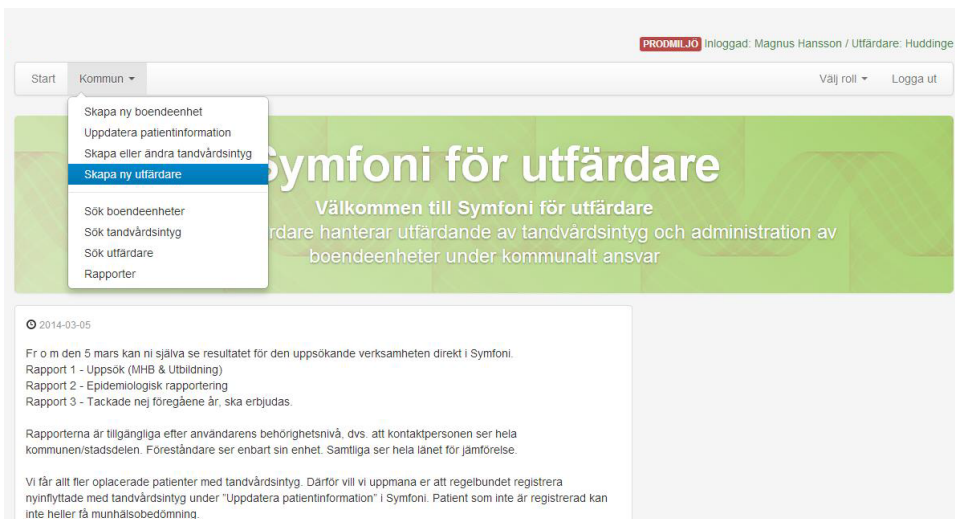 PRODMILJO Inloggad: Magnus Hansson / Utfärdare: Huddinge
Start Kommun Välj roll Logga ut
Skapa ny boendeenhet
Uppdatera patientinformation
Skapa eller ändra tandvårdsintyg
Skapa ny utfärdare
Sök boendeenheter
Sök tandvårdsintyg
Sök utfärdare
Rapporter
Symfoni för utfärdare
Välkommen till Symfoni för utfärdare
rdare hanterar utfärdande av tandvårdsintyg och administration av
boendeenheter under kommunalt ansvar
2014-03-05
Fr o m den 5 mars kan ni själva se resultatet för den uppsökande verksamheten direkt i Symfoni.
Rapport 1 - Uppsök (MHB & Utbildning)
Rapport 2 - Epidemiologisk rapportering
Rapport 3 - Tackade nej föregåene år, ska erbjudas.
Rapporterna är tillgängliga efter användarens behörighetsnivå, dvs. att kontaktpersonen ser hela
kommunen/stadsdelen. Föreståndare ser enbart sin enhet. Samtliga ser hela länet för jämförelse.
Vi får allt fler oplacerade patienter med tandvårdsintyg. Därför vill vi uppmana er att regelbundet registrera
nyinflyttade med tandvårdsintyg under "Uppdatera patientinformation" i Symfoni. Patient som inte är registrerad kan
inte heller få munhälsobedömning.